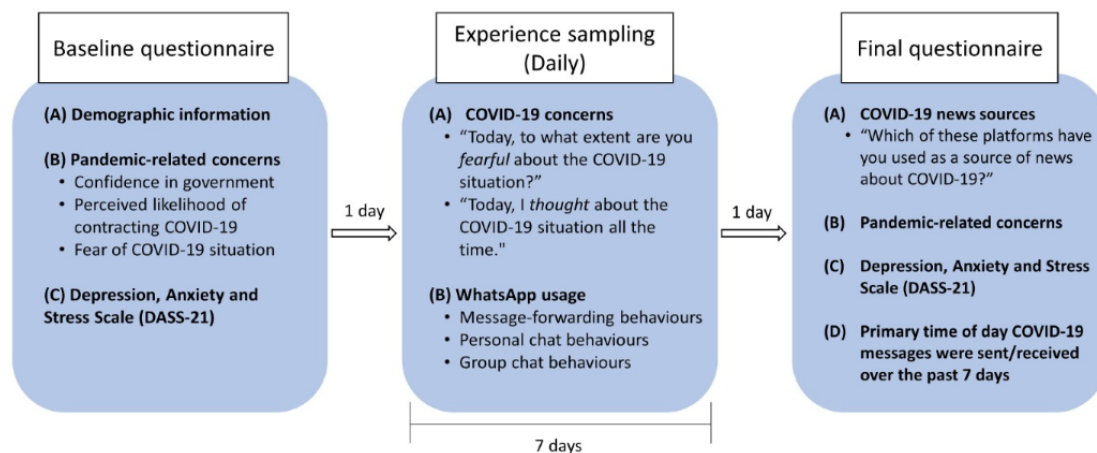 Baseline questionnaire
(A) Demographic information
(B) Pandemic-related concerns
• Confidence in government
• Perceived likelihood of
contracting COVID-19
• Fear of COVID-19 situation
(C) Depression, Anxiety and
Stress Scale (DASS-21)
1 day
Experience sampling
(Daily)
(A) COVID-19 concerns
• “Today, to what extent are you
fearful about the COVID-19
situation?”
• “Today, I thought about the
COVID-19 situation all the
time."
(B) WhatsApp usage
• Message-forwarding behaviours
• Personal chat behaviours
• Group chat behaviours
7 days
1 day
Final questionnaire
(A) COVID-19 news sources
• “Which of these platforms have
you used as a source of news
about COVID-19?”
(B) Pandemic-related concerns
(C) Depression, Anxiety and Stress
Scale (DASS-21)
(D) Primary time of day COVID-19
messages were sent/received
over the past 7 days